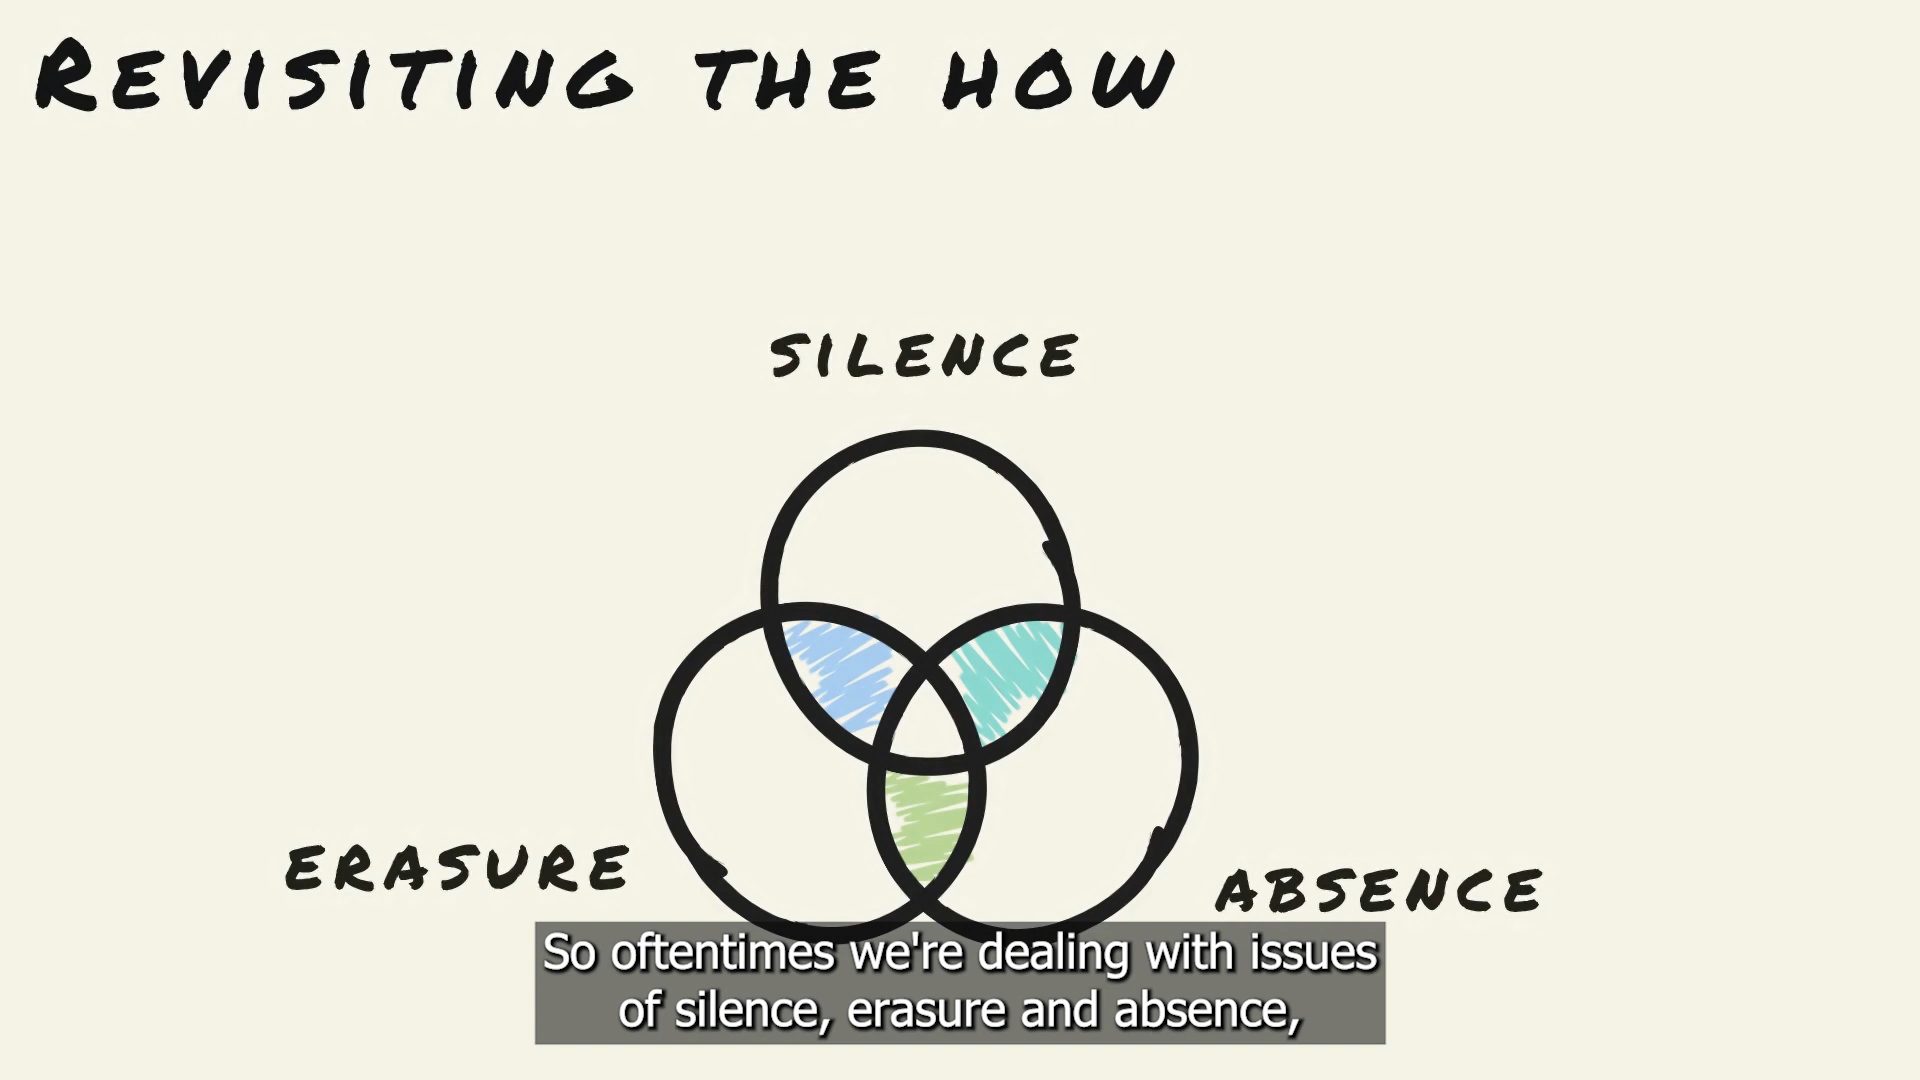 REVISITING THE HOW
SILENCE
ERASURE
ABSENCE
So oftentimes we're dealing with issues
of silence, erasure and absence,